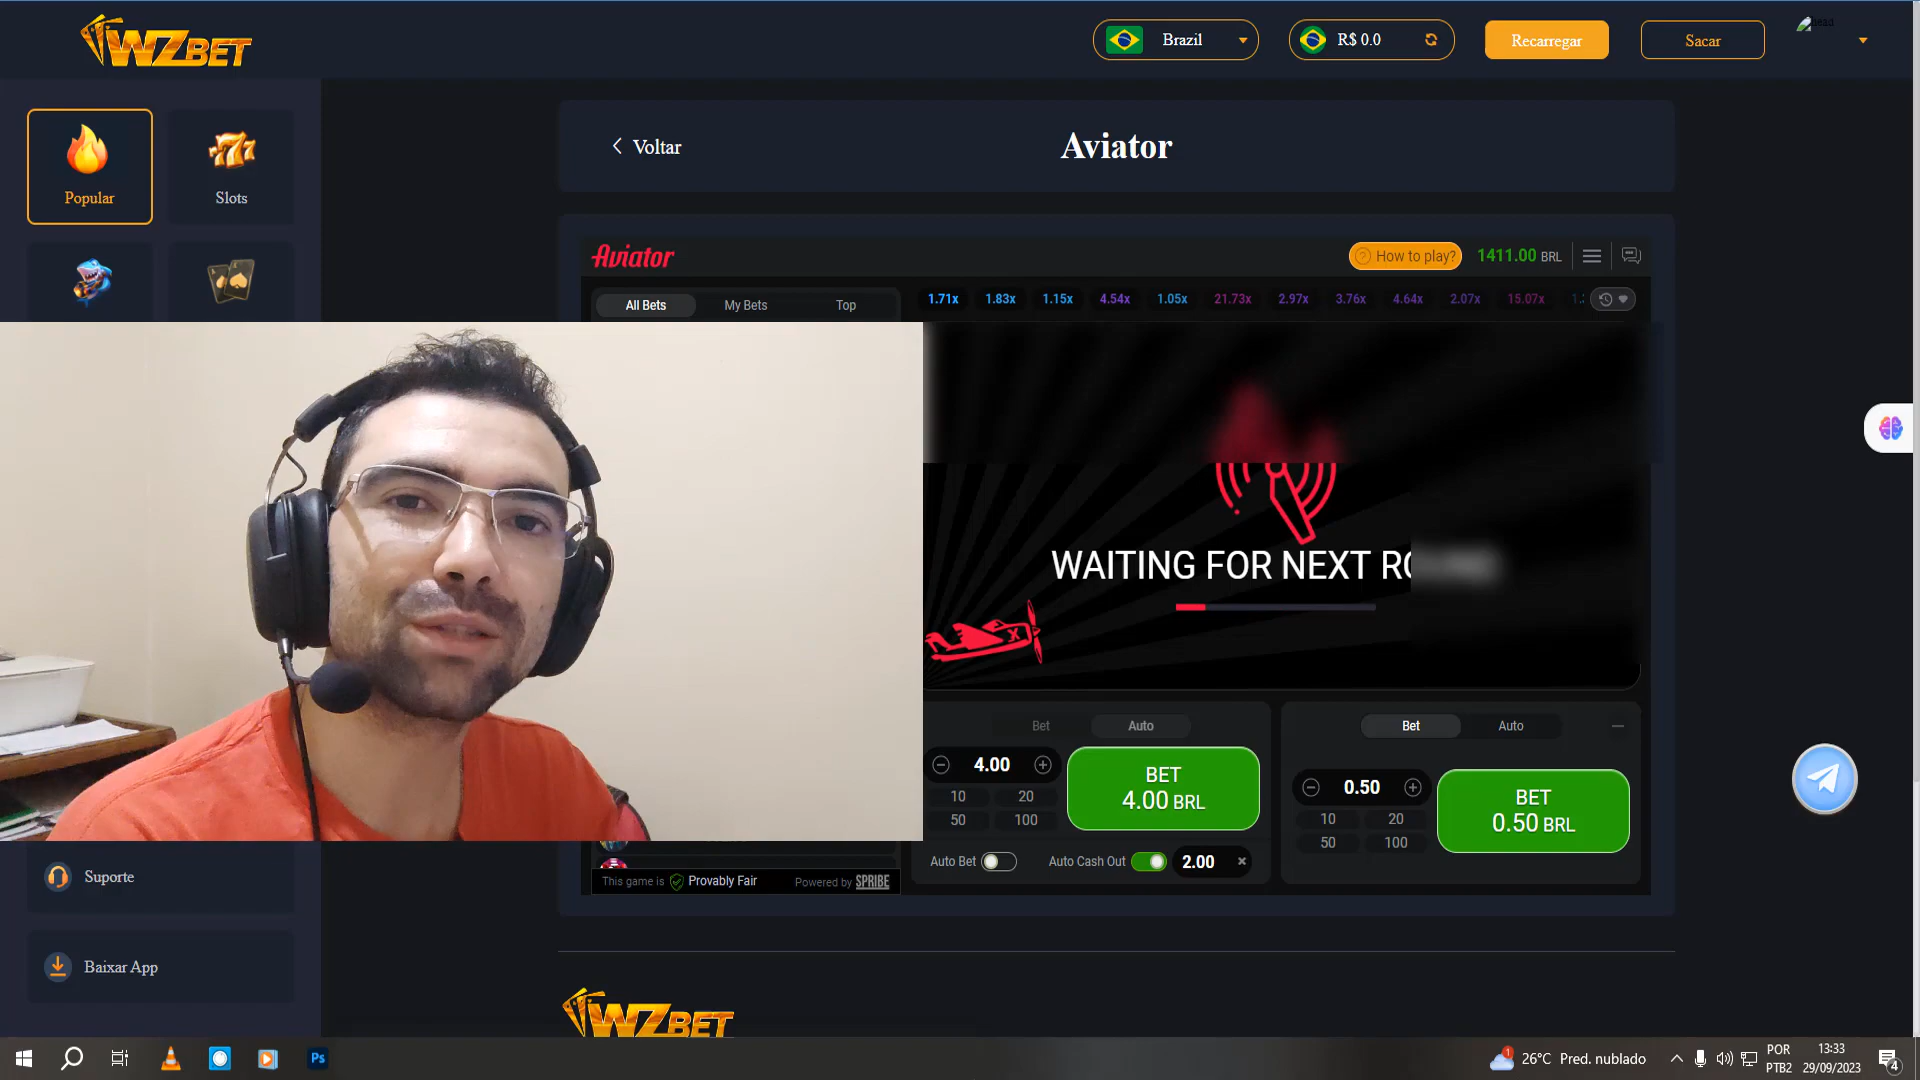 WZBET
Brazil
R$ 0.0
Recarregar
Sacar
head
Popular
Slots
Voltar
Aviator
Aviator
How to play?
1411.00 BRL
All Bets
My Bets
Top
1.71x
1.83x
1.15x
4.54x
1.05x
21.73x
2.97x
3.76x
4.64x
2.07x
15.07x
WAITING FOR NEXT
X
Bet
Auto
4.00
10
20
50
100
BET
4.00 BRL
Auto Bet
Auto Cash Out
2.00
Bet
Auto
0.50
10
20
50
100
BET
0.50 BRL
This game is
Provably Fair
Powered by SPRIBE
Suporte
Baixar App
WZBET
Ps
1
26°C Pred. nublado
POR
PTB2
13:33
29/09/2023
4